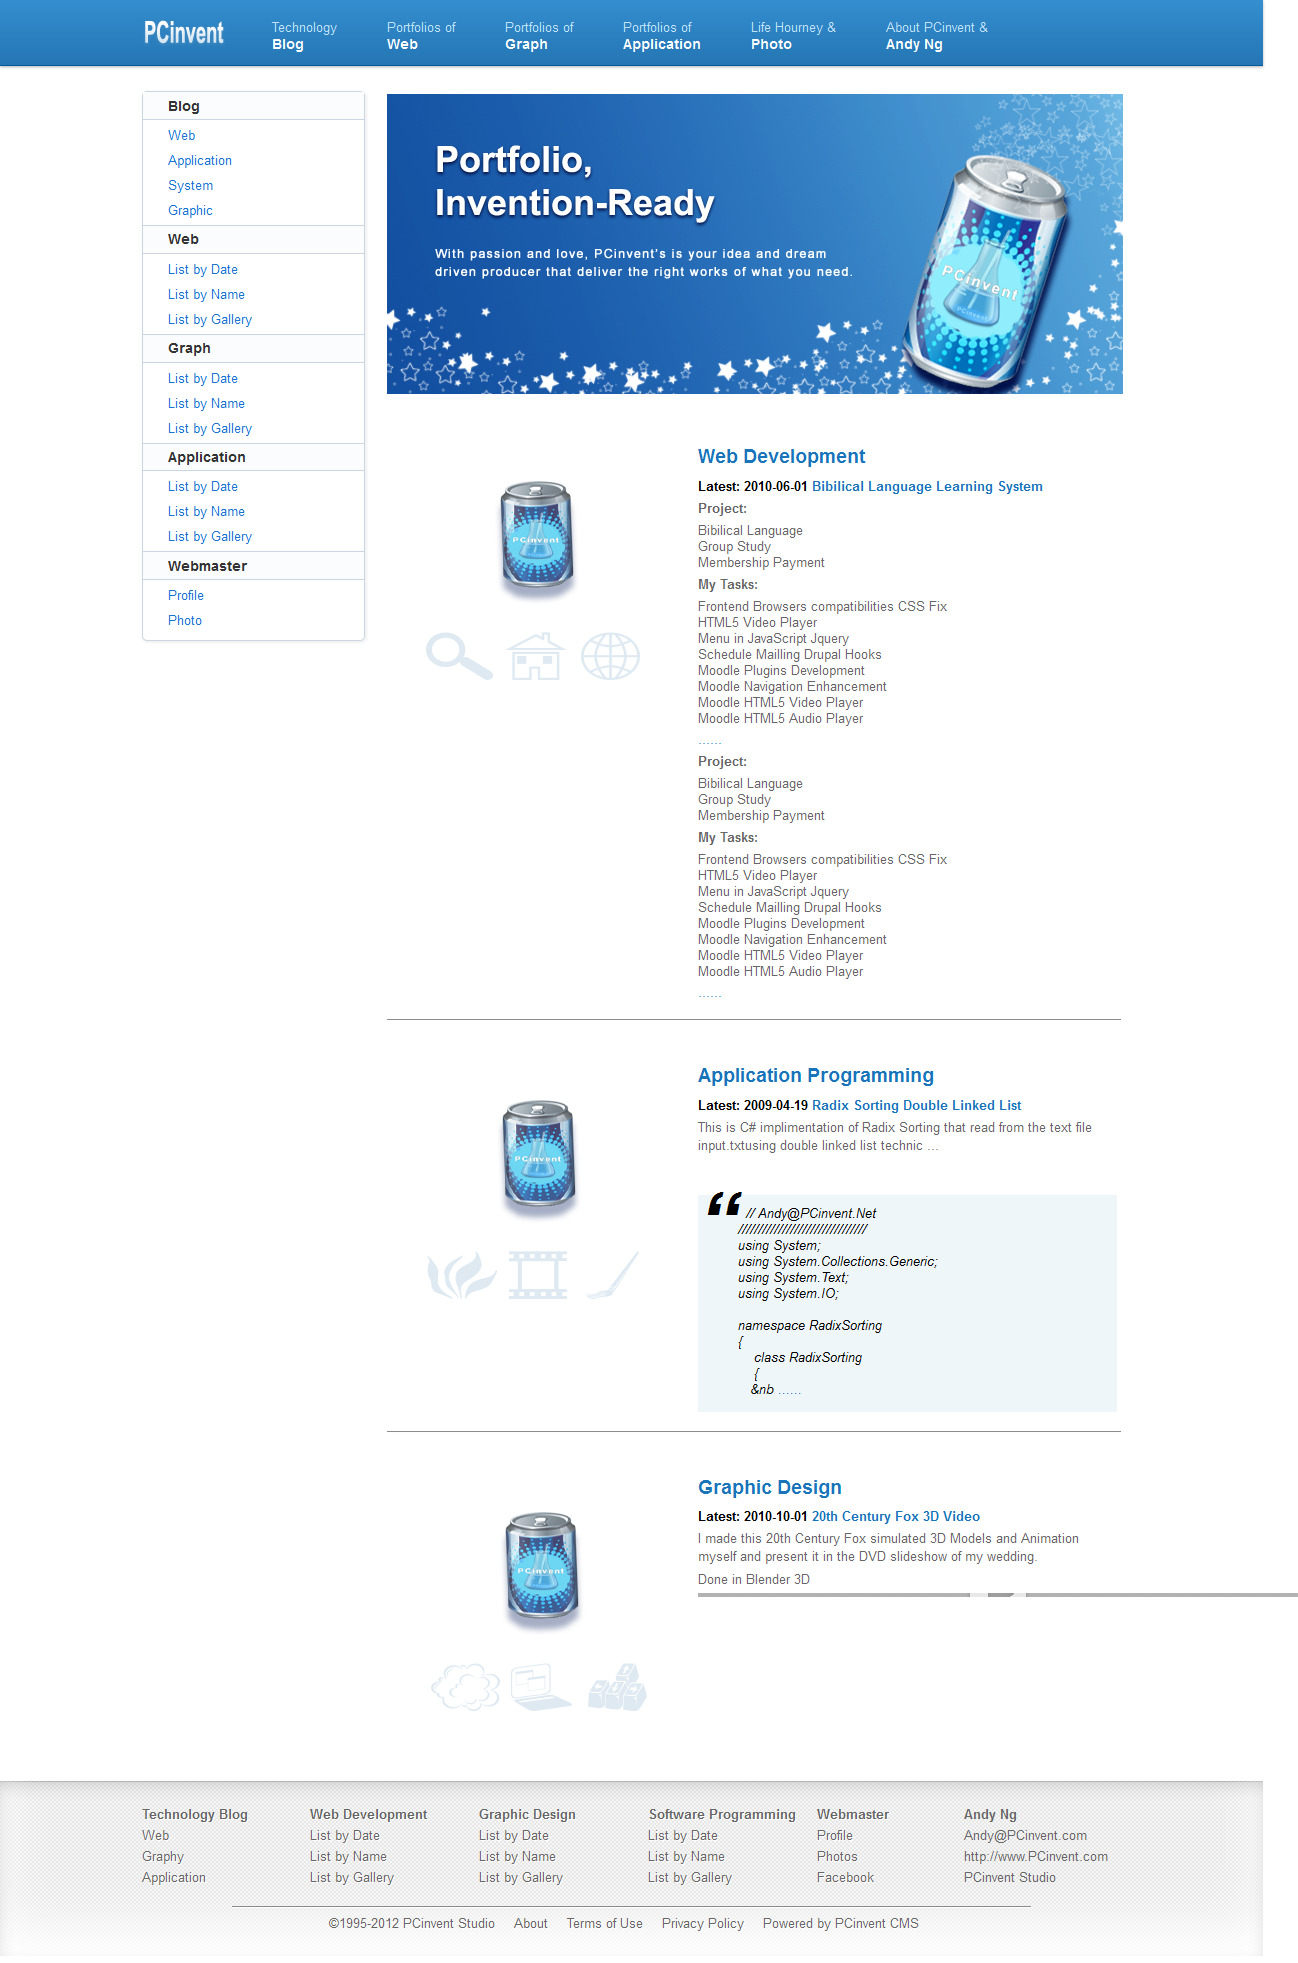 PCinvent
Technology
Blog
Portfolios of
Web
Portfolios of
Graph
Portfolios of
Application
Life Hourney &
Photo
About PCinvent &
Andy Ng
Blog
Web
Application
System
Graphic
Web
List by Date
List by Name
List by Gallery
Graph
List by Date
List by Name
List by Gallery
Application
List by Date
List by Name
List by Gallery
Webmaster
Profile
Photo
Portfolio,
Invention-Ready
With passion and love, PCinvent's is your idea and dream
driven producer that deliver the right works of what you need.
PCinvent
PCinvent
Web Development
Latest: 2010-06-01 Bibilical Language Learning System
Project:
Bibilical Language
Group Study
Membership Payment
My Tasks:
Frontend Browsers compatibilities CSS Fix
HTML5 Video Player
Menu in JavaScript Jquery
Schedule Mailling Drupal Hooks
Moodle Plugins Development
Moodle Navigation Enhancement
Moodle HTML5 Video Player
Moodle HTML5 Audio Player
......
Project:
Bibilical Language
Group Study
Membership Payment
My Tasks:
Frontend Browsers compatibilities CSS Fix
HTML5 Video Player
Menu in JavaScript Jquery
Schedule Mailling Drupal Hooks
Moodle Plugins Development
Moodle Navigation Enhancement
Moodle HTML5 Video Player
Moodle HTML5 Audio Player
......
PCinvent
Application Programming
Latest: 2009-04-19 Radix Sorting Double Linked List
This is C# implimentation of Radix Sorting that read from the text file
input.txtusing double linked list technic ...
“ // Andy@PCinvent.Net
////////////////////////////////
using System;
using System.Collections.Generic;
using System.Text;
using System.IO;
namespace RadixSorting
{
class RadixSorting
{
&nb ......
PCinvent
Graphic Design
Latest: 2010-10-01 20th Century Fox 3D Video
I made this 20th Century Fox simulated 3D Models and Animation
myself and present it in the DVD slideshow of my wedding.
Done in Blender 3D
PCinvent
Technology Blog
Web
Graphy
Application
Web Development
List by Date
List by Name
List by Gallery
Graphic Design
List by Date
List by Name
List by Gallery
Software Programming
List by Date
List by Name
List by Gallery
Webmaster
Profile
Photos
Facebook
Andy Ng
Andy@PCinvent.com
http://www.PCinvent.com
PCinvent Studio
©1995-2012 PCinvent Studio About Terms of Use Privacy Policy Powered by PCinvent CMS